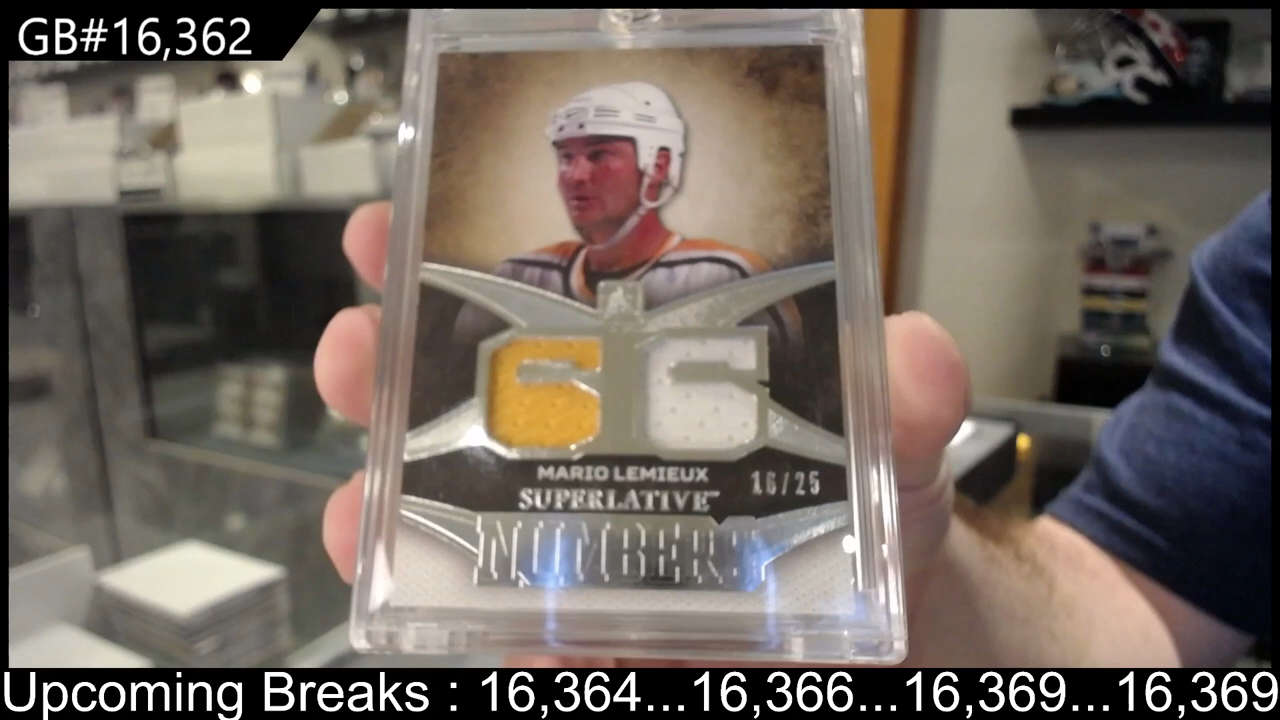 GB#16,362
66
MARIO LEMIEUX
16/25
SUPERLATIVE™
NUMBERS
Upcoming Breaks : 16,364...16,366...16,369...16,369